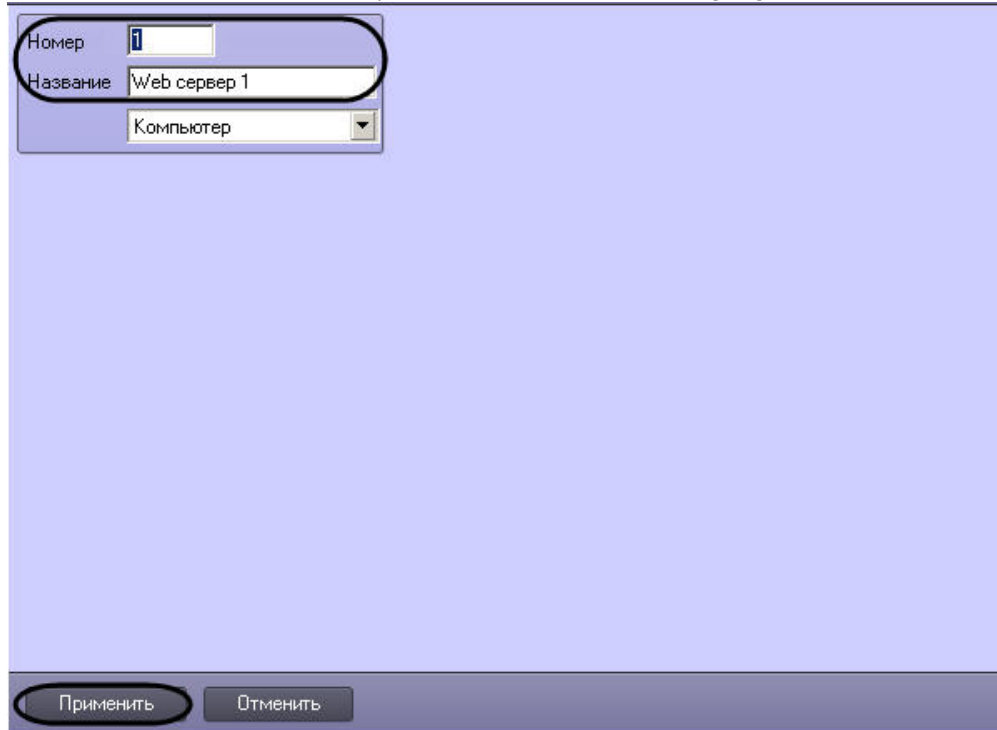 Номер 1
Название Web сервер 1
Компьютер
Применить Отменить